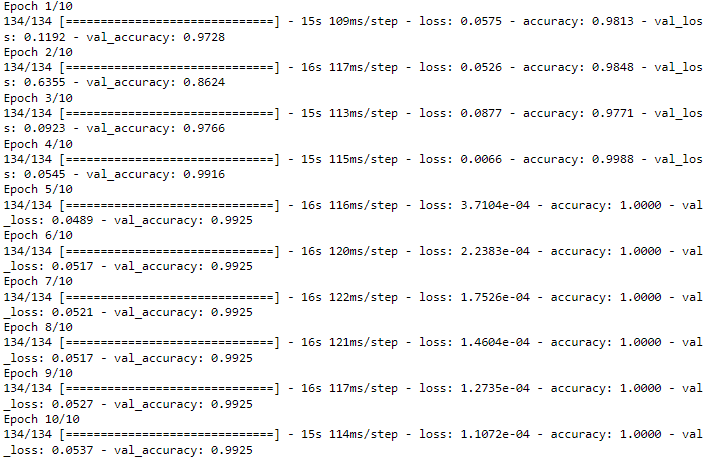 Epoch 1/10
134/134 [==============================] - 15s 109ms/step - loss: 0.0575 - accuracy: 0.9813 - val_los
s: 0.1192 - val_accuracy: 0.9728
Epoch 2/10
134/134 [==============================] - 16s 117ms/step - loss: 0.0526 - accuracy: 0.9848 - val_los
s: 0.6355 - val_accuracy: 0.8624
Epoch 3/10
134/134 [==============================] - 15s 113ms/step - loss: 0.0877 - accuracy: 0.9771 - val_los
s: 0.0923 - val_accuracy: 0.9766
Epoch 4/10
134/134 [==============================] - 15s 115ms/step - loss: 0.0066 - accuracy: 0.9988 - val_los
s: 0.0545 - val_accuracy: 0.9916
Epoch 5/10
134/134 [==============================] - 16s 116ms/step - loss: 3.7104e-04 - accuracy: 1.0000 - val
_loss: 0.0489 - val_accuracy: 0.9925
Epoch 6/10
134/134 [==============================] - 16s 120ms/step - loss: 2.2383e-04 - accuracy: 1.0000 - val
_loss: 0.0517 - val_accuracy: 0.9925
Epoch 7/10
134/134 [==============================] - 16s 122ms/step - loss: 1.7526e-04 - accuracy: 1.0000 - val
_loss: 0.0521 - val_accuracy: 0.9925
Epoch 8/10
134/134 [==============================] - 16s 121ms/step - loss: 1.4604e-04 - accuracy: 1.0000 - val
_loss: 0.0517 - val_accuracy: 0.9925
Epoch 9/10
134/134 [==============================] - 16s 117ms/step - loss: 1.2735e-04 - accuracy: 1.0000 - val
_loss: 0.0527 - val_accuracy: 0.9925
Epoch 10/10
134/134 [==============================] - 15s 114ms/step - loss: 1.1072e-04 - accuracy: 1.0000 - val
_loss: 0.0537 - val_accuracy: 0.9925